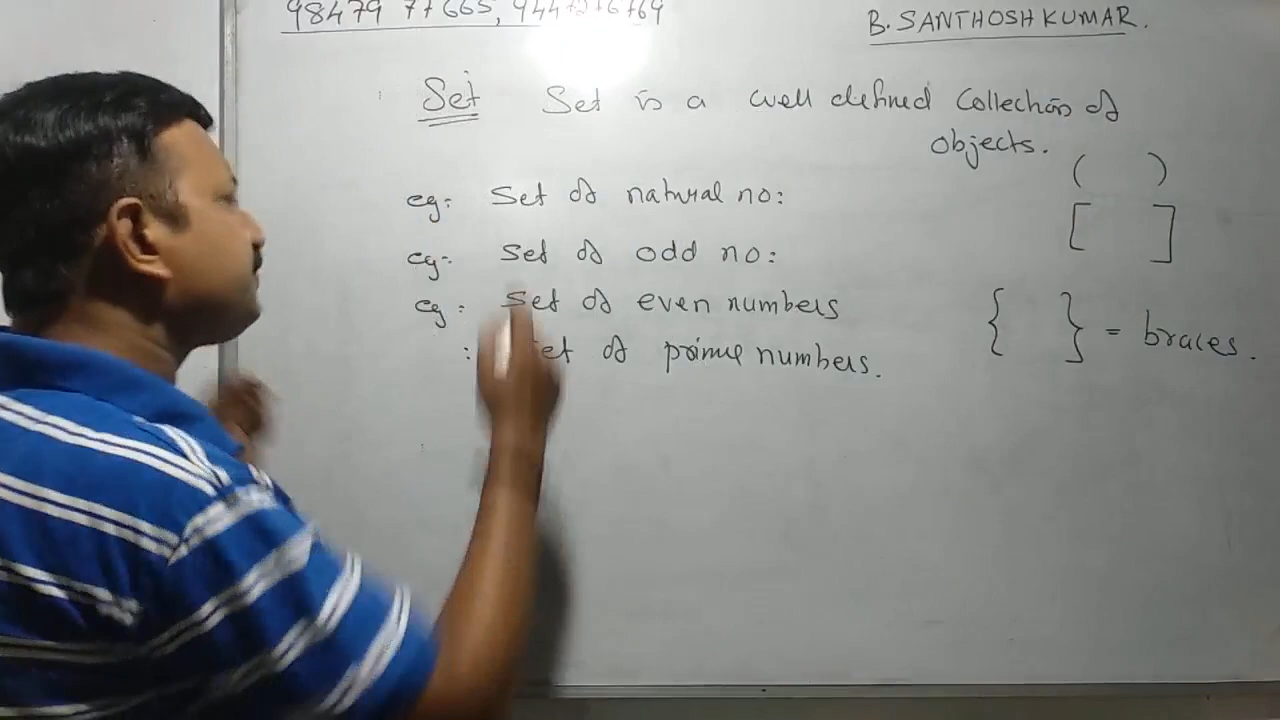 98479 77665,
B. SANTHOSH KUMAR.
Set Set is a well defined Collection of
objects.
( )
eg: Set of natural no:
[ ]
eg: Set of odd no:
eg: Set of even numbers
{ } = braces.
: Set of prime numbers.